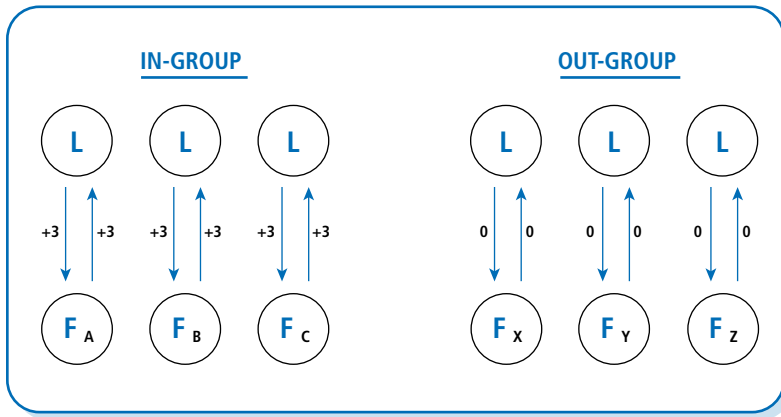 IN-GROUP OUT-GROUP
L L L L L L
+3 +3 +3 +3 +3 +3 0 0 0 0 0 0
F A F B F C F X F Y F Z